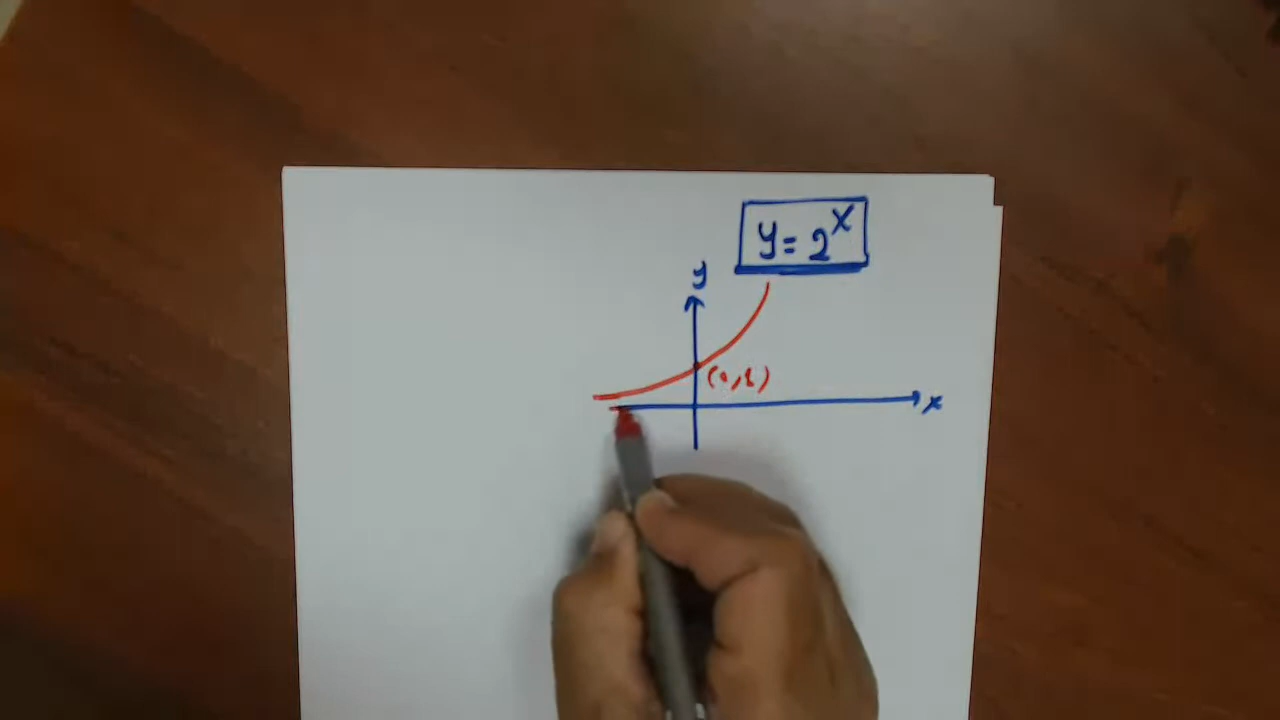 y = 2^x
y
(0,1)
x